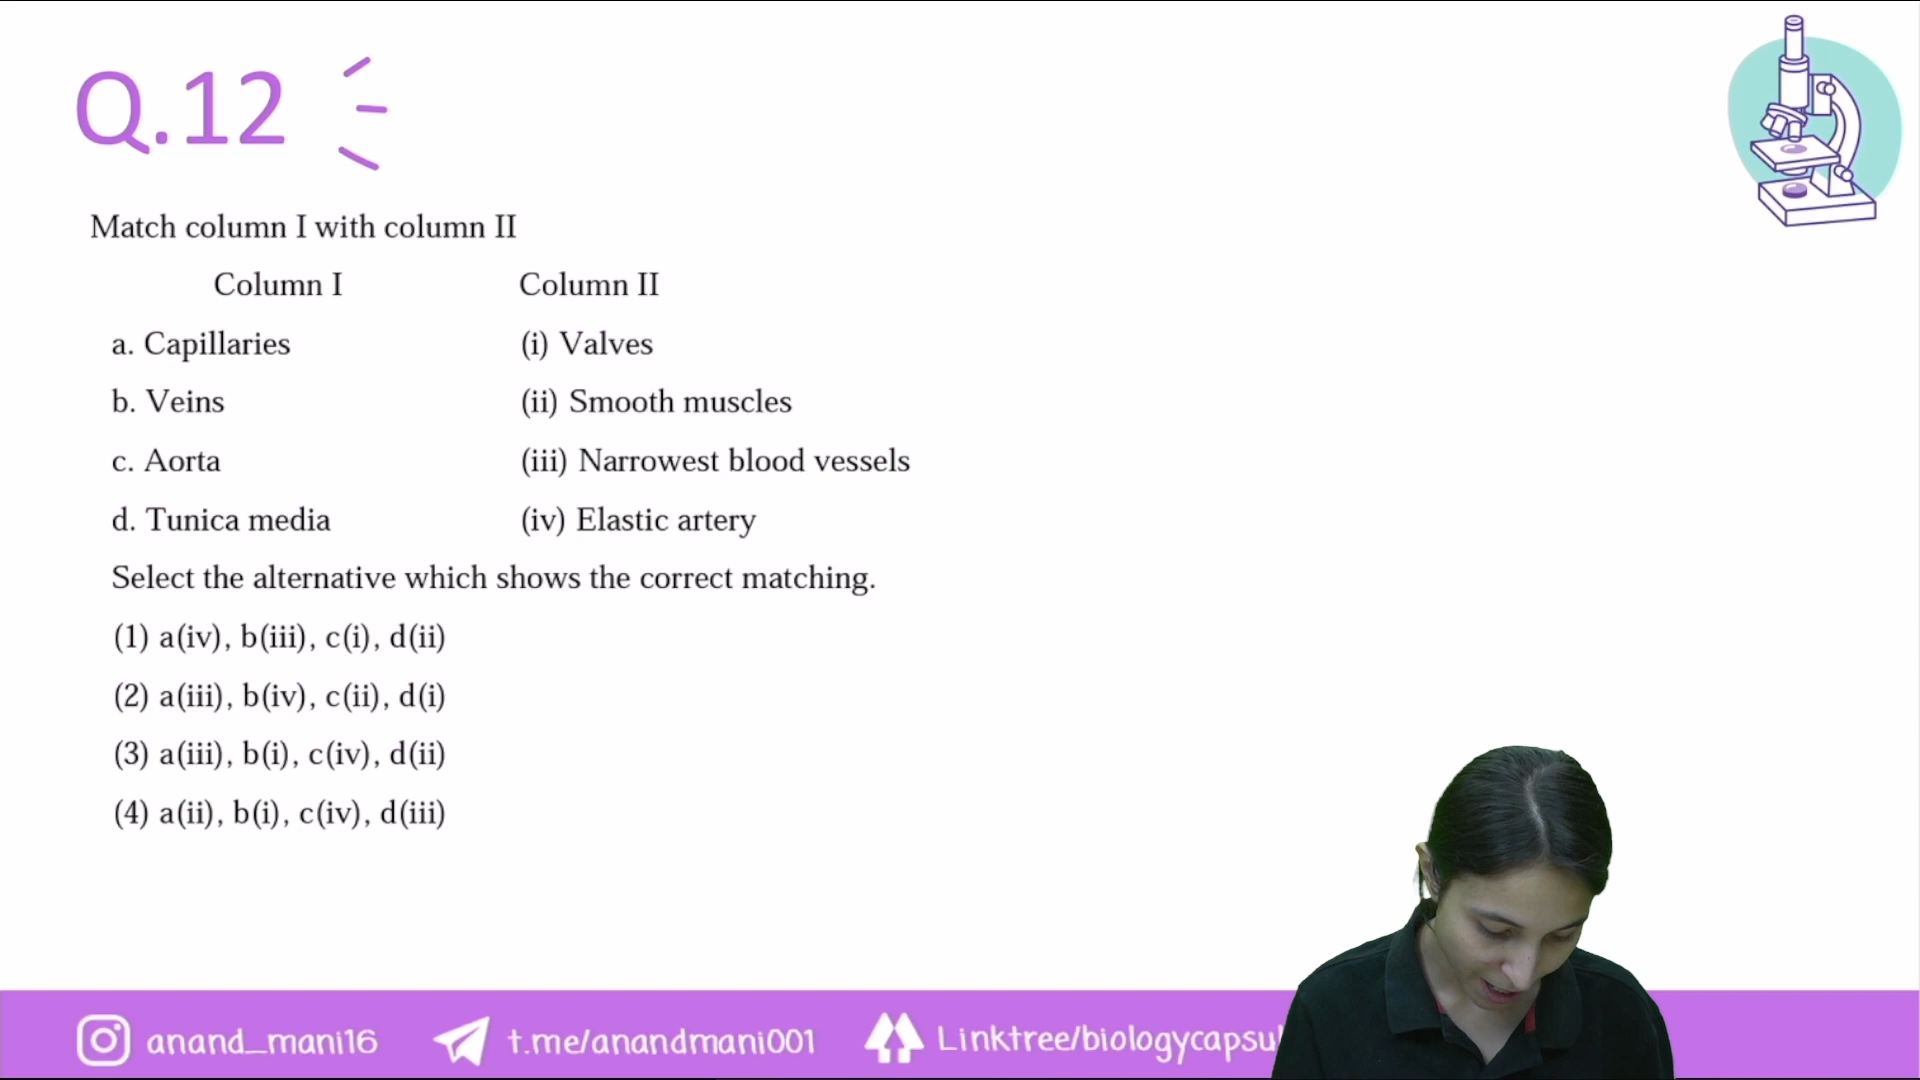 Q.12
Match column I with column II
Column I Column II
a. Capillaries (i) Valves
b. Veins (ii) Smooth muscles
c. Aorta (iii) Narrowest blood vessels
d. Tunica media (iv) Elastic artery
Select the alternative which shows the correct matching.
(1) a(iv), b(iii), c(i), d(ii)
(2) a(iii), b(iv), c(ii), d(i)
(3) a(iii), b(i), c(iv), d(ii)
(4) a(ii), b(i), c(iv), d(iii)
anand_mani16 t.me/anandmani001 Linktree/biologycapsul